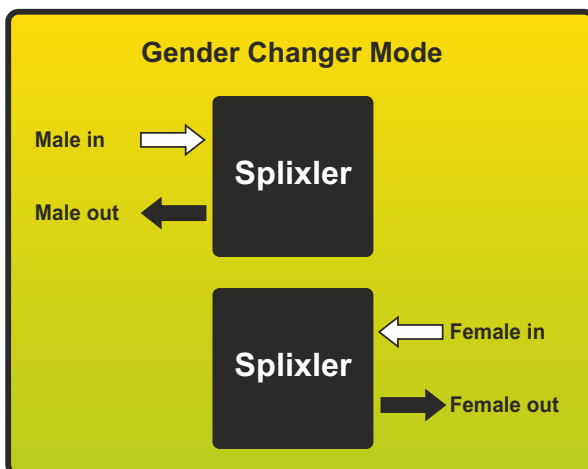 Gender Changer Mode
Male in
Splixler
Male out
Splixler
Female in
Female out